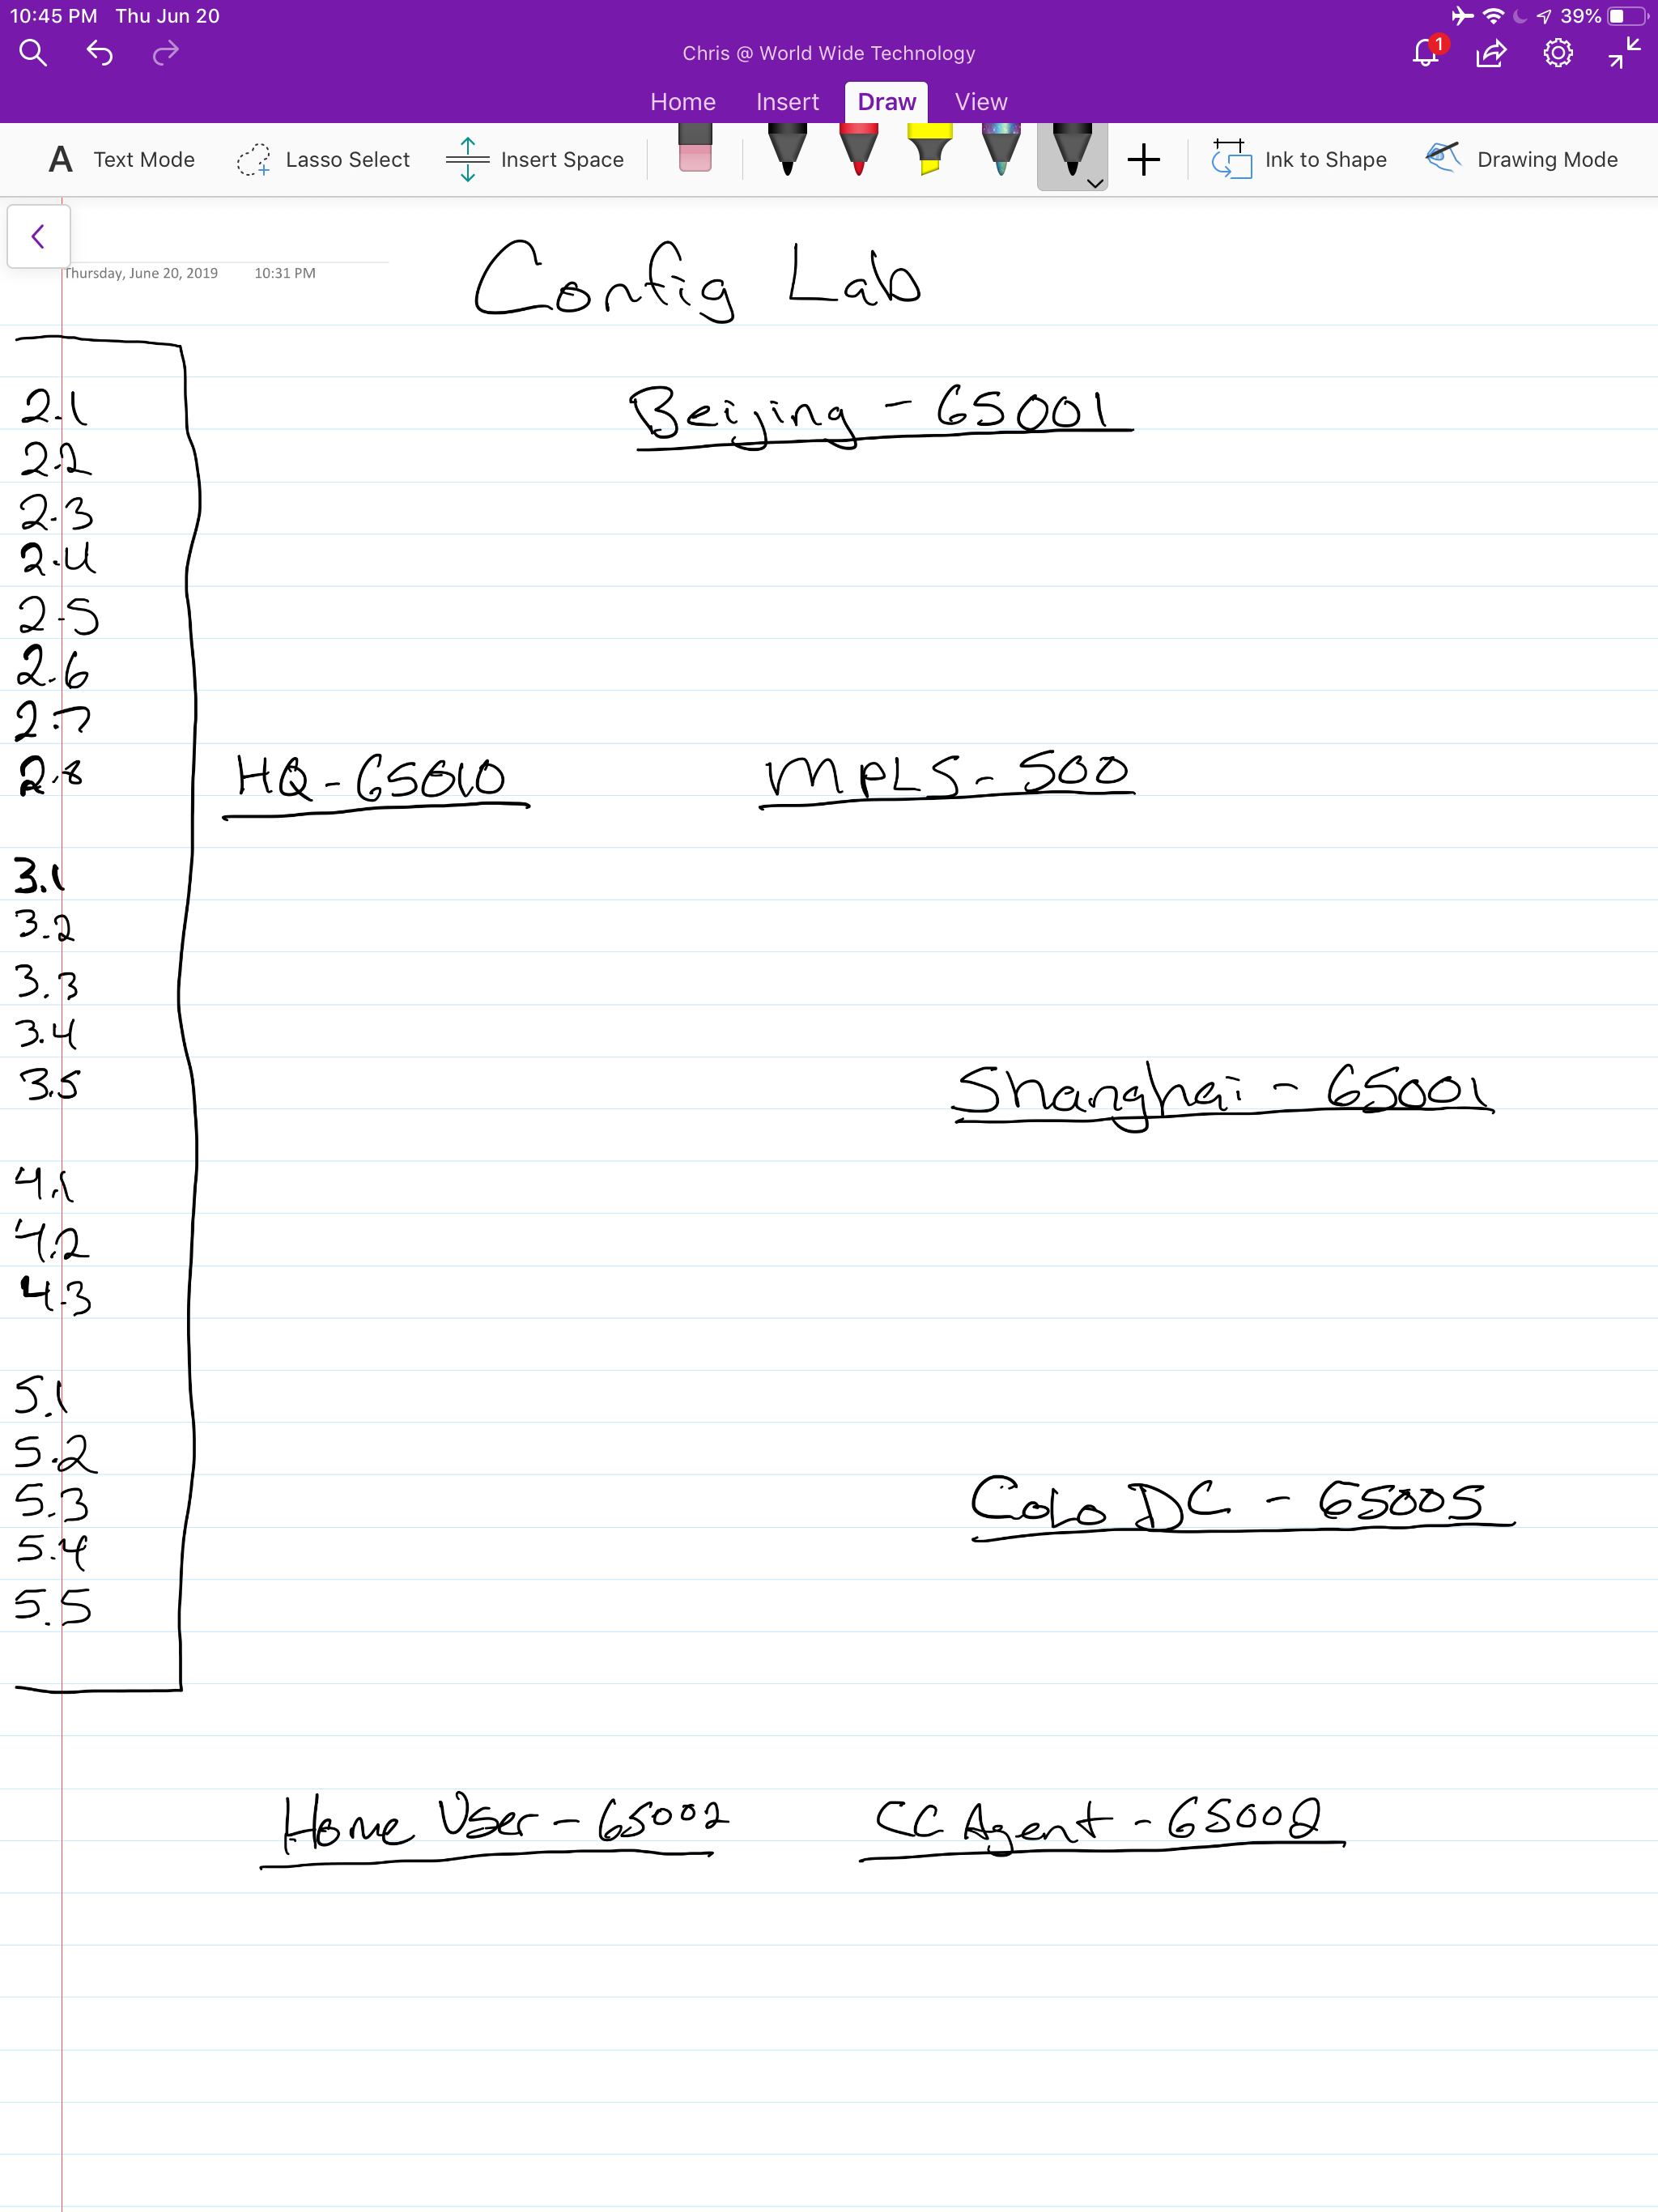 10:45 PM Thu Jun 20
39%
Chris @ World Wide Technology
1
Home Insert Draw View
A Text Mode Lasso Select Insert Space Ink to Shape Drawing Mode
Thursday, June 20, 2019 10:31 PM
Config Lab
Beijing - 65001
2.1
2.2
2.3
2.4
2.5
2.6
2.7
2.8
HQ - 65010
MPLS - 500
3.1
3.2
3.3
3.4
3.5
Shanghai - 65001
4.1
4.2
4.3
5.1
5.2
5.3
5.4
5.5
CoLo DC - 65005
Home User - 65002
CC Agent - 65002